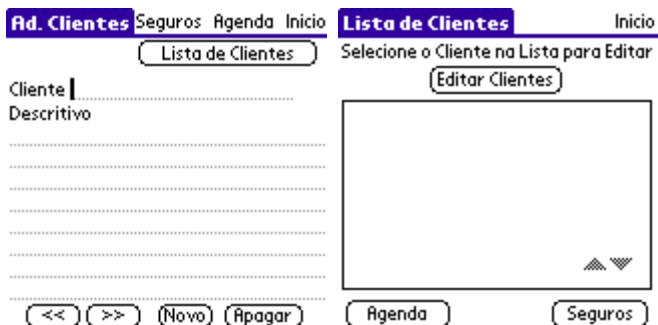 Ad. Clientes Seguros Agenda Inicio
Lista de Clientes
Cliente
Descritivo
<< >> Novo Apagar
Lista de Clientes Inicio
Selecione o Cliente na Lista para Editar
Editar Clientes
Agenda Seguros